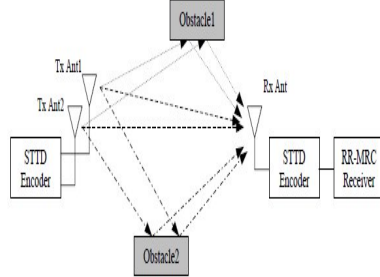 Obstacle1
Tx Ant1
Tx Ant2
Rx Ant
STTD
Encoder
STTD
Encoder
RR-MRC
Receiver
Obstacle2